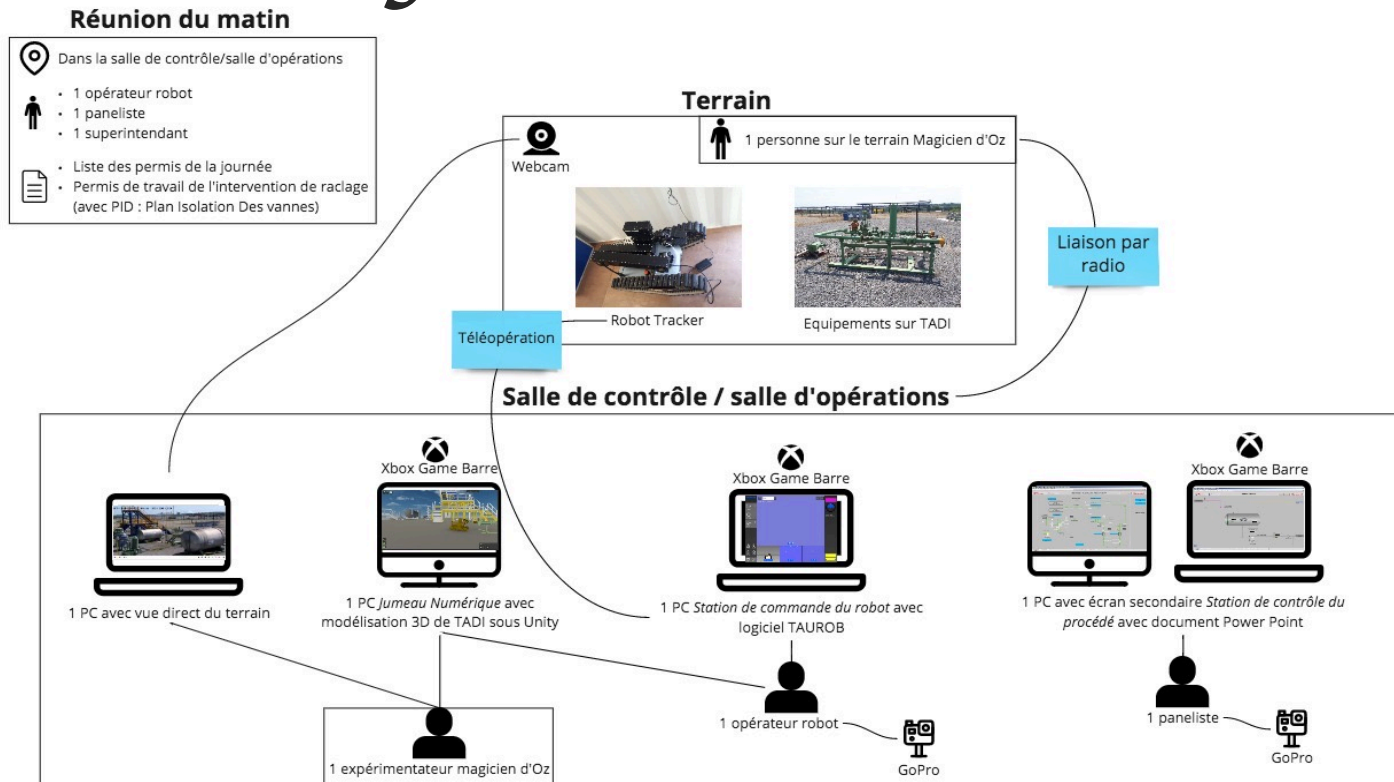 Réunion du matin
Dans la salle de contrôle/salle d'opérations
• 1 opérateur robot
• 1 paneliste
• 1 superintendant
• Liste des permis de la journée
• Permis de travail de l'intervention de raclage
(avec PID : Plan Isolation Des vannes)
Terrain
Webcam
1 personne sur le terrain Magicien d'Oz
Robot Tracker
Equipements sur TADI
Liaison par
radio
Téléopération
Salle de contrôle / salle d'opérations
Xbox Game Barre
Xbox Game Barre
Xbox Game Barre
1 PC avec vue direct du terrain
1 PC Jumeau Numérique avec
modélisation 3D de TADI sous Unity
1 PC Station de commande du robot avec
logiciel TAUROB
1 PC avec écran secondaire Station de contrôle du
procédé avec document Power Point
1 expérimentateur magicien d'Oz
1 opérateur robot
GoPro
1 paneliste
GoPro